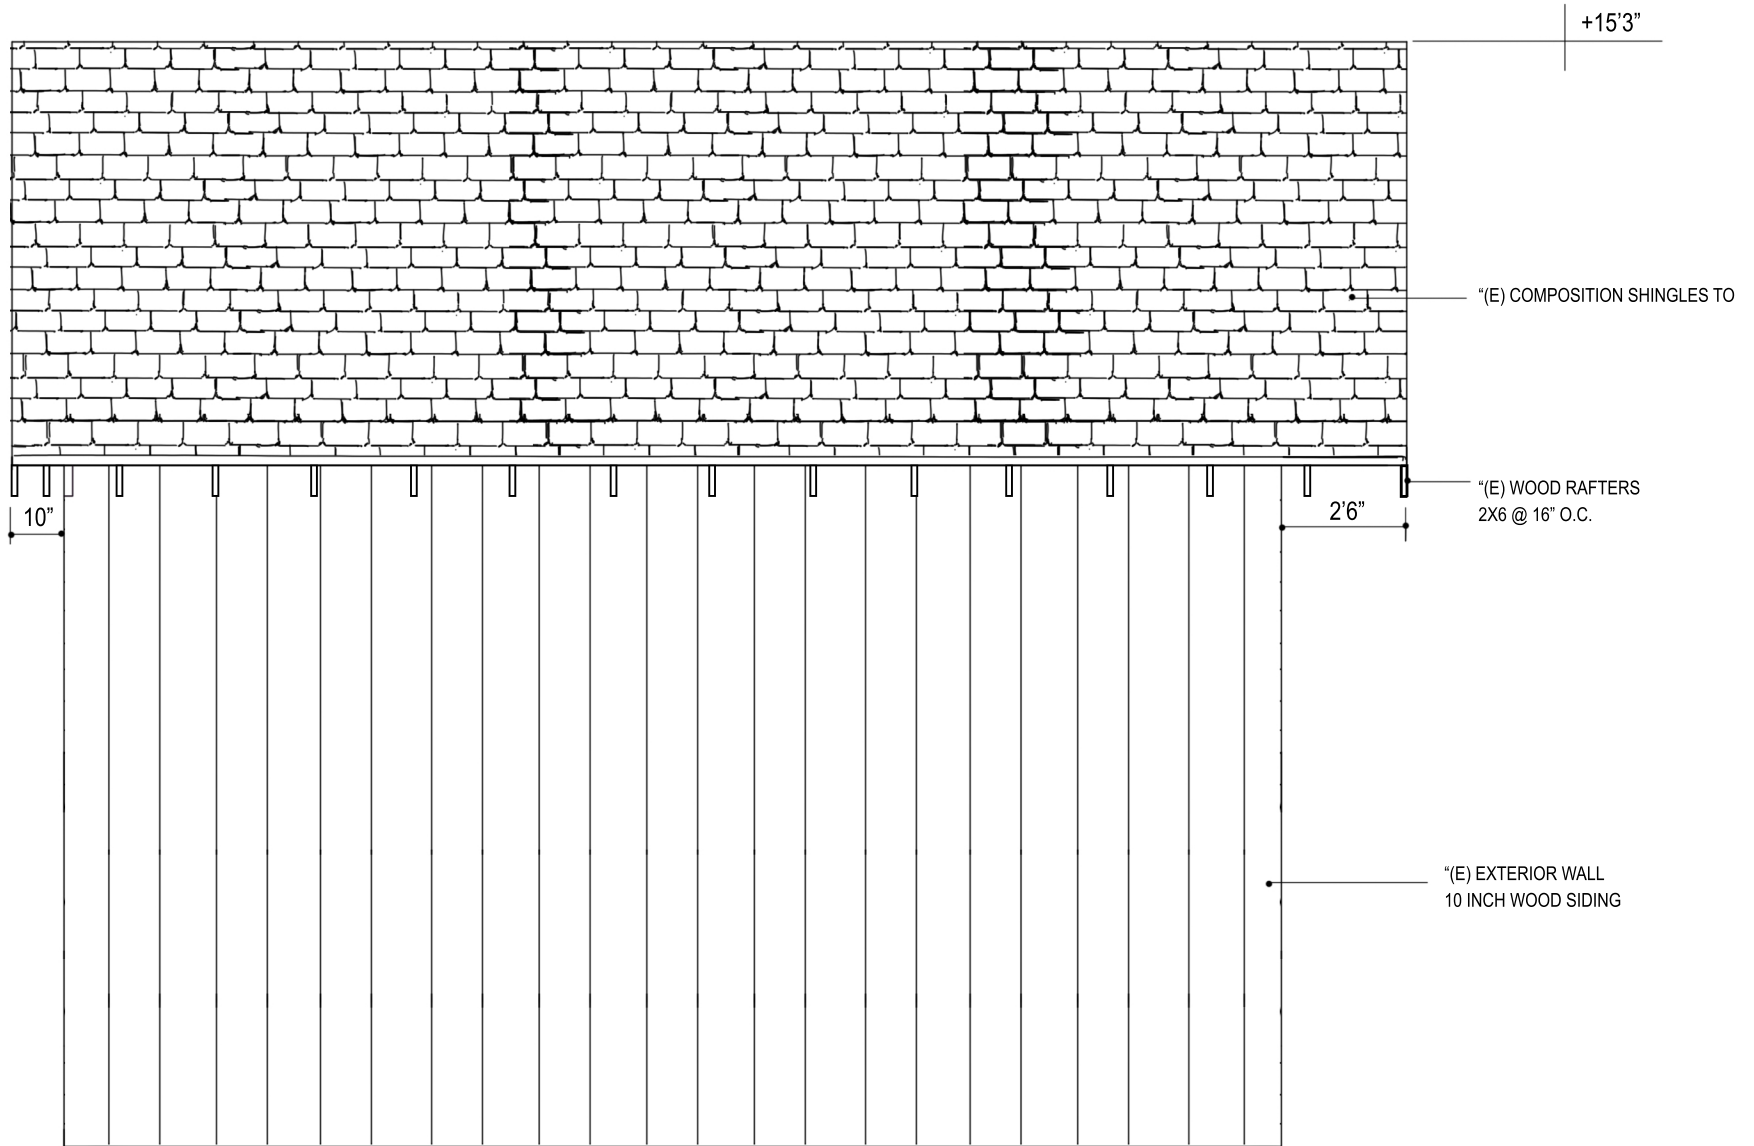 +15’3”
“(E) COMPOSITION SHINGLES TO
“(E) WOOD RAFTERS
2X6 @ 16” O.C.
10”
2’6”
“(E) EXTERIOR WALL
10 INCH WOOD SIDING